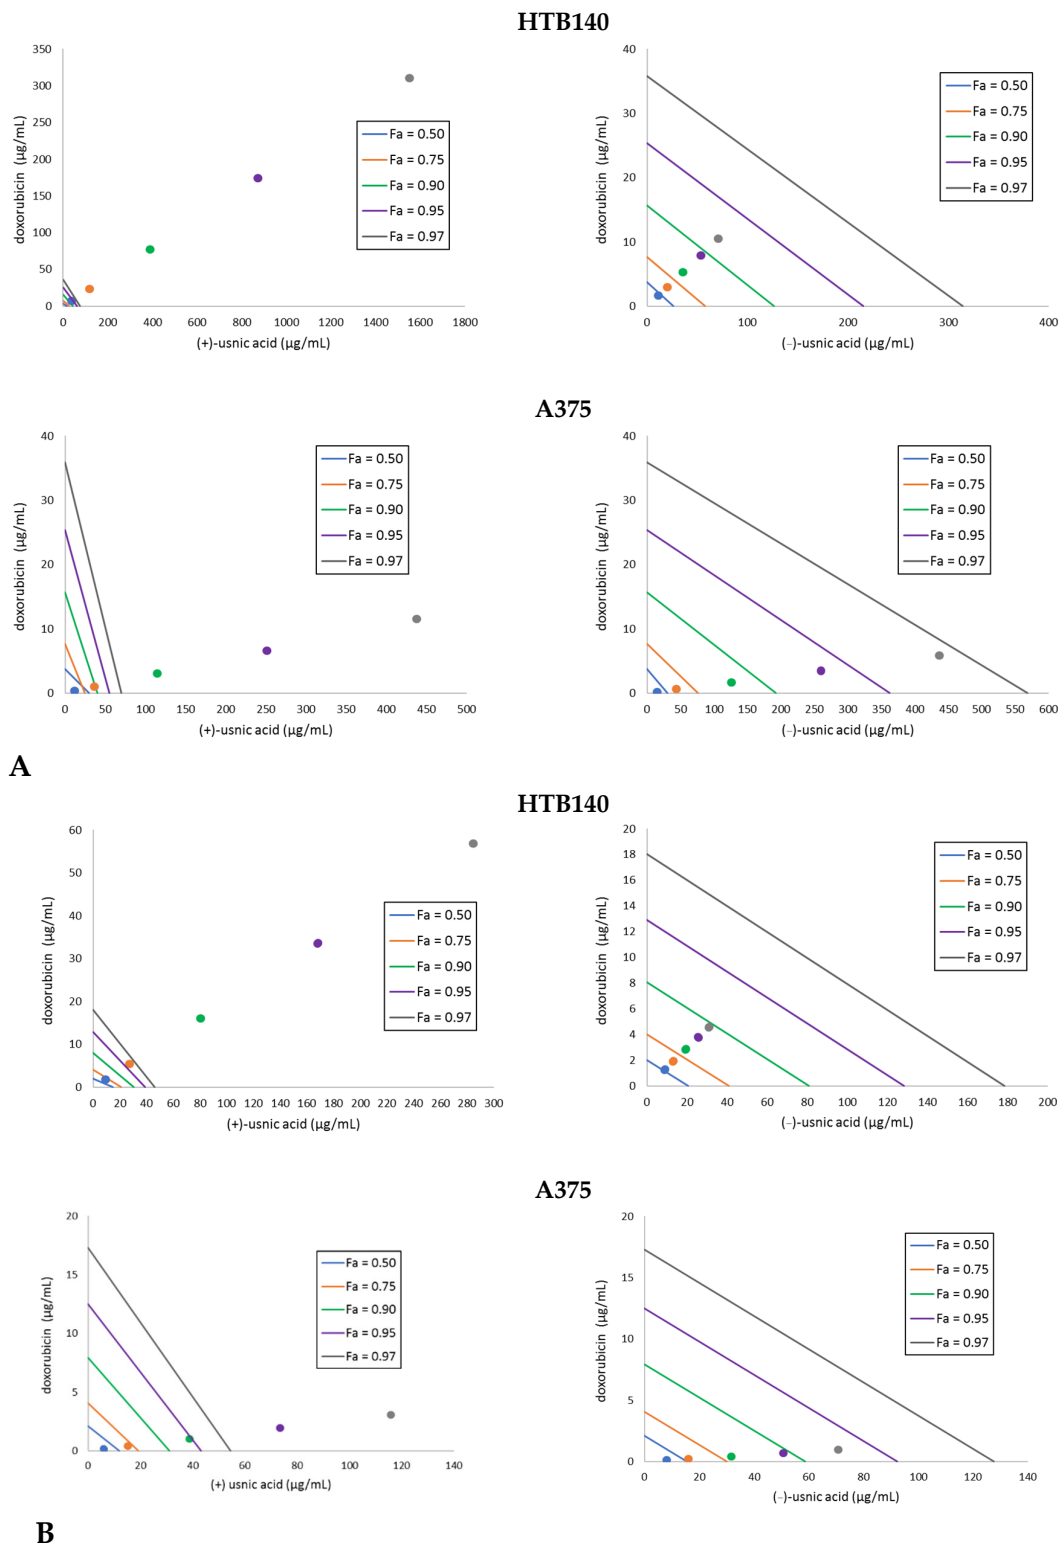 HTB140
350
300
250
200
150
100
50
0
doxorubicin (µg/mL)
0 200 400 600 800 1000 1200 1400 1600 1800
(+)-usnic acid (µg/mL)
Fa = 0.50
Fa = 0.75
Fa = 0.90
Fa = 0.95
Fa = 0.97
40
30
20
10
0
doxorubicin (µg/mL)
0 100 200 300 400
(−)-usnic acid (µg/mL)
Fa = 0.50
Fa = 0.75
Fa = 0.90
Fa = 0.95
Fa = 0.97
A375
40
30
20
10
0
doxorubicin (µg/mL)
0 50 100 150 200 250 300 350 400 450 500
(+)-usnic acid (µg/mL)
Fa = 0.50
Fa = 0.75
Fa = 0.90
Fa = 0.95
Fa = 0.97
40
30
20
10
0
doxorubicin (µg/mL)
0 50 100 150 200 250 300 350 400 450 500 550 600
(−)-usnic acid (µg/mL)
Fa = 0.50
Fa = 0.75
Fa = 0.90
Fa = 0.95
Fa = 0.97
A
HTB140
60
50
40
30
20
10
0
doxorubicin (µg/mL)
0 20 40 60 80 100 120 140 160 180 200 220 240 260 280 300
(+)-usnic acid (µg/mL)
Fa = 0.50
Fa = 0.75
Fa = 0.90
Fa = 0.95
Fa = 0.97
20
18
16
14
12
10
8
6
4
2
0
doxorubicin (µg/mL)
0 20 40 60 80 100 120 140 160 180 200
(−)-usnic acid (µg/mL)
Fa = 0.50
Fa = 0.75
Fa = 0.90
Fa = 0.95
Fa = 0.97
A375
20
15
10
5
0
doxorubicin (µg/mL)
0 20 40 60 80 100 120 140
(+) usnic acid (µg/mL)
Fa = 0.50
Fa = 0.75
Fa = 0.90
Fa = 0.95
Fa = 0.97
20
15
10
5
0
doxorubicin (µg/mL)
0 20 40 60 80 100 120 140
(−)-usnic acid (µg/mL)
Fa = 0.50
Fa = 0.75
Fa = 0.90
Fa = 0.95
Fa = 0.97
B